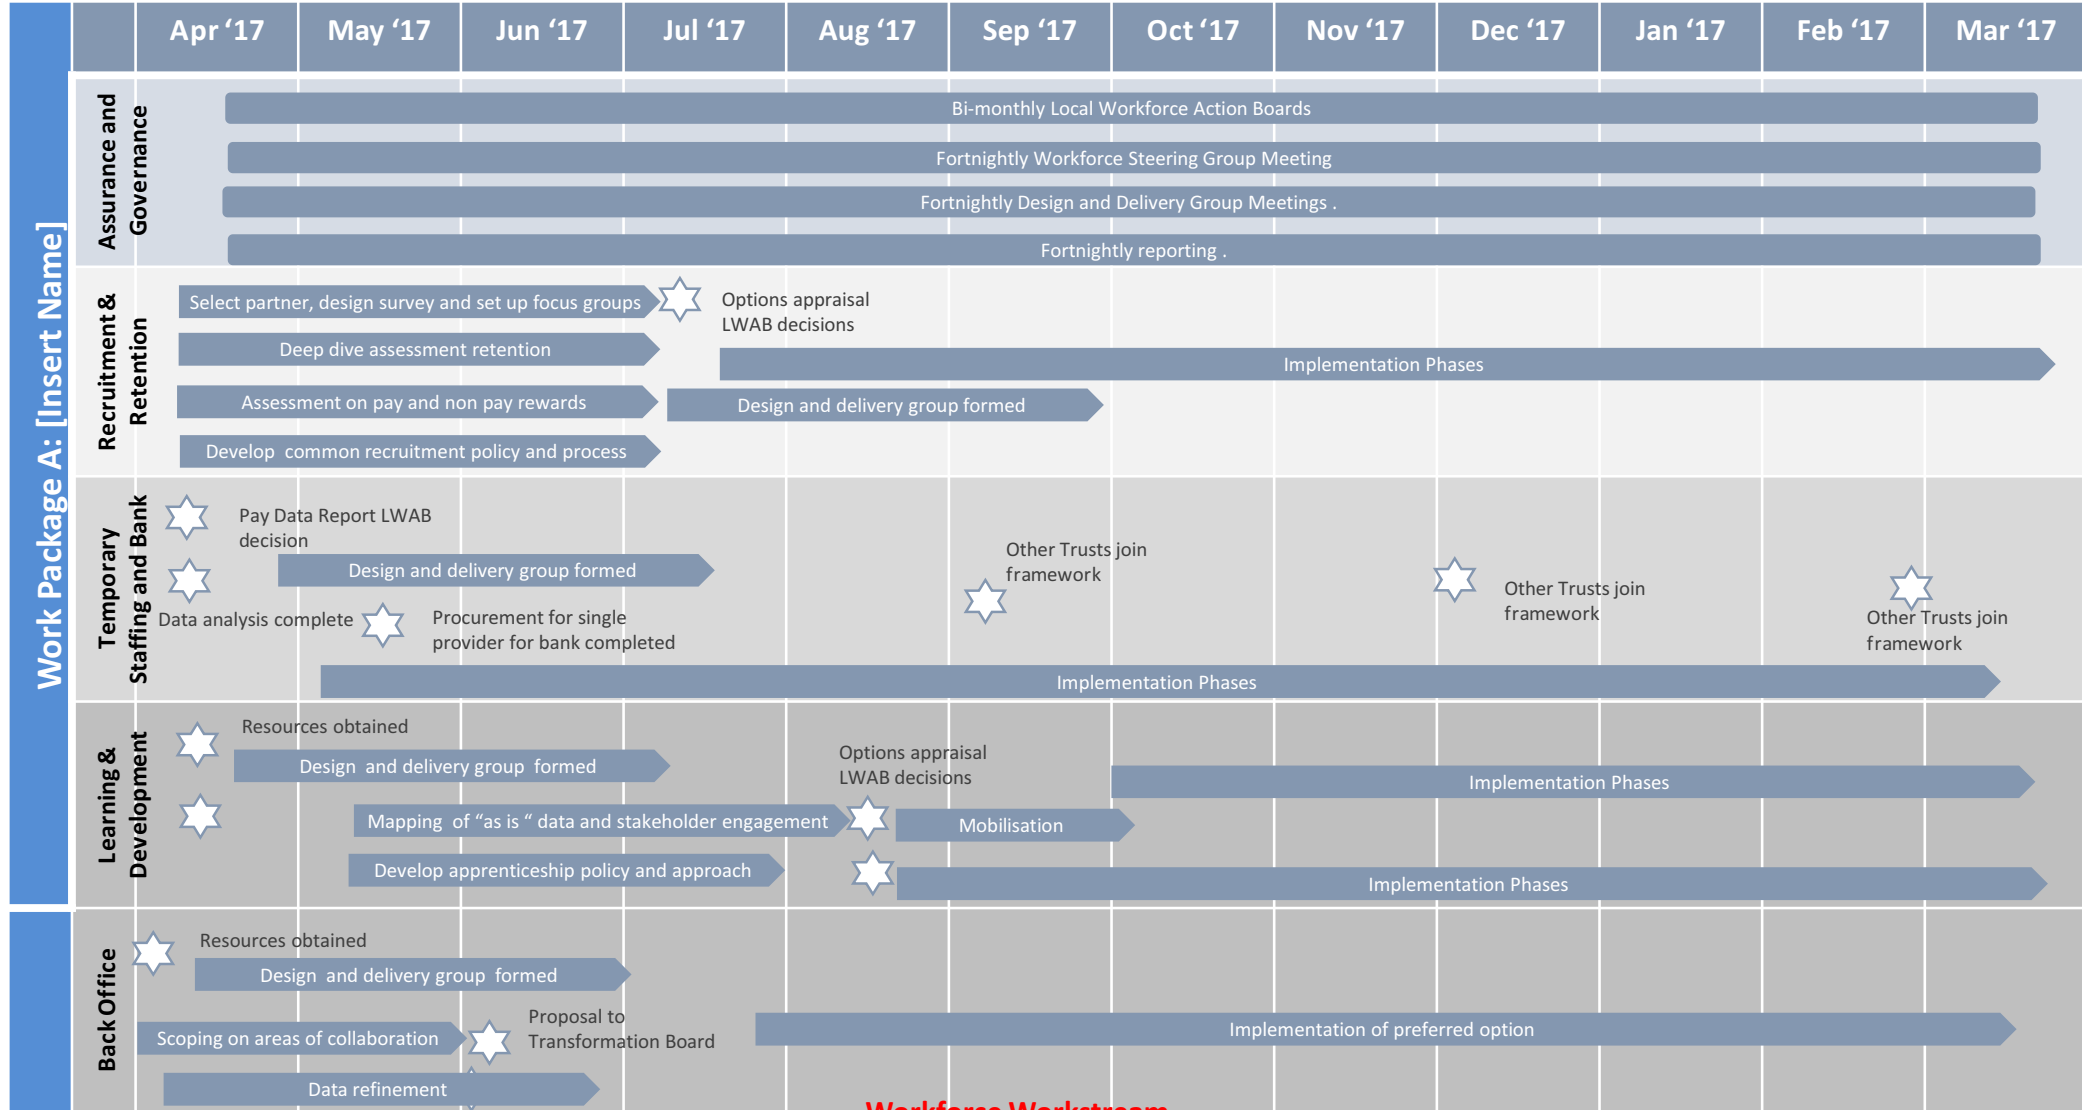 Apr ‘17
May ‘17
Jun ‘17
Jul ‘17
Aug ‘17
Sep ‘17
Oct ‘17
Nov ‘17
Dec ‘17
Jan ‘17
Feb ‘17
Mar ‘17
Work Package A: [Insert Name]
Assurance and
Governance
Bi-monthly Local Workforce Action Boards
Fortnightly Workforce Steering Group Meeting
Fortnightly Design and Delivery Group Meetings .
Fortnightly reporting .
Recruitment &
Retention
Select partner, design survey and set up focus groups
Options appraisal
LWAB decisions
Deep dive assessment retention
Implementation Phases
Assessment on pay and non pay rewards
Design and delivery group formed
Develop common recruitment policy and process
Temporary
Staffing and Bank
Pay Data Report LWAB
decision
Design and delivery group formed
Other Trusts join
framework
Other Trusts join
framework
Other Trusts join
framework
Data analysis complete
Procurement for single
provider for bank completed
Implementation Phases
Learning &
Development
Resources obtained
Design and delivery group formed
Options appraisal
LWAB decisions
Implementation Phases
Mapping of “as is “ data and stakeholder engagement
Mobilisation
Develop apprenticeship policy and approach
Implementation Phases
Back Office
Resources obtained
Design and delivery group formed
Proposal to
Transformation Board
Scoping on areas of collaboration
Implementation of preferred option
Data refinement
Workforce Workstream